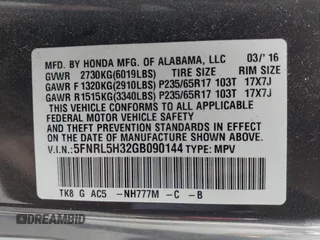 MFD. BY HONDA MFG. OF ALABAMA, LLC 03/'16
GVWR 2730KG(6019LBS) TIRE SIZE RIM SIZE
GAWR F 1320KG(2910LBS) P235/65R17 103T 17X7J
GAWR R1515KG(3340LBS) P235/65R17 103T 17X7J
THIS VEHICLE CONFORMS TO ALL APPLICABLE
FEDERAL MOTOR VEHICLE SAFETY STANDARDS
IN EFFECT ON THE DATE OF MANUFACTURE
SHOWN ABOVE.
V.I.N.:5FNRL5H32GB090144 TYPE: MPV
TK8 G AC5 -NH777M -C -B
DREAMBID